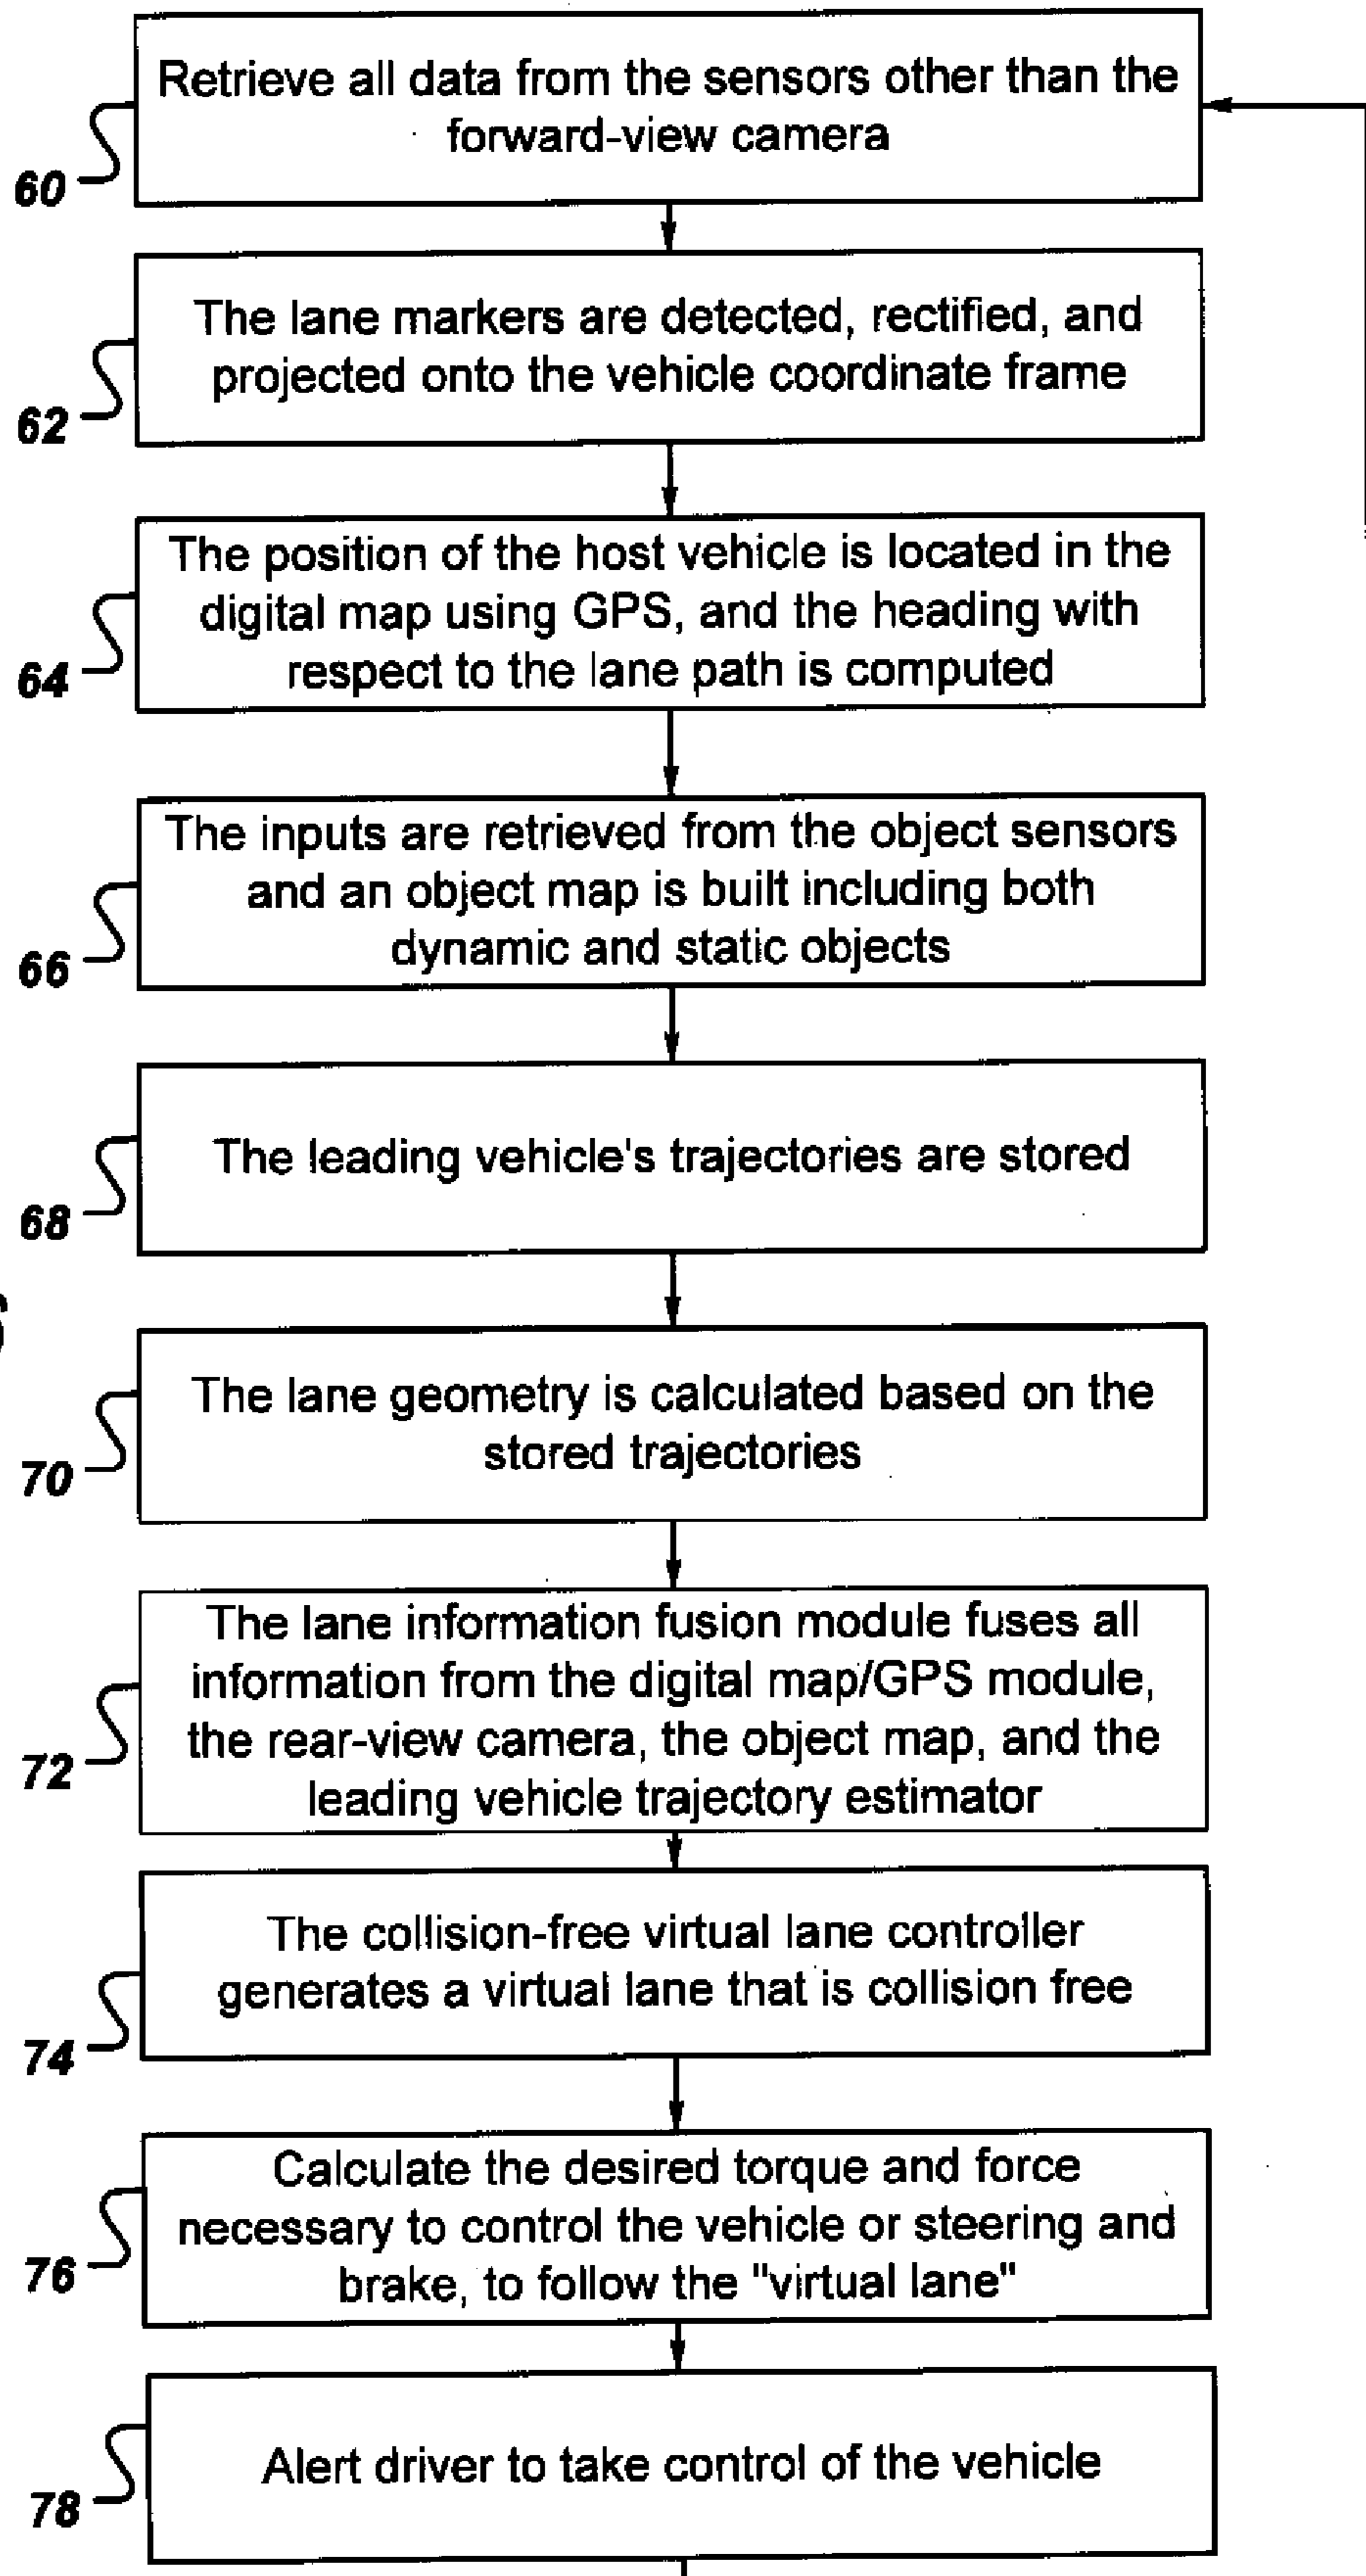 Retrieve all data from the sensors other than the
forward-view camera
60
The lane markers are detected, rectified, and
projected onto the vehicle coordinate frame
62
The position of the host vehicle is located in the
digital map using GPS, and the heading with
respect to the lane path is computed
64
The inputs are retrieved from the object sensors
and an object map is built including both
dynamic and static objects
66
The leading vehicle's trajectories are stored
68
The lane geometry is calculated based on the
stored trajectories
70
The lane information fusion module fuses all
information from the digital map/GPS module,
the rear-view camera, the object map, and the
leading vehicle trajectory estimator
72
The collision-free virtual lane controller
generates a virtual lane that is collision free
74
Calculate the desired torque and force
necessary to control the vehicle or steering and
brake, to follow the "virtual lane"
76
Alert driver to take control of the vehicle
78